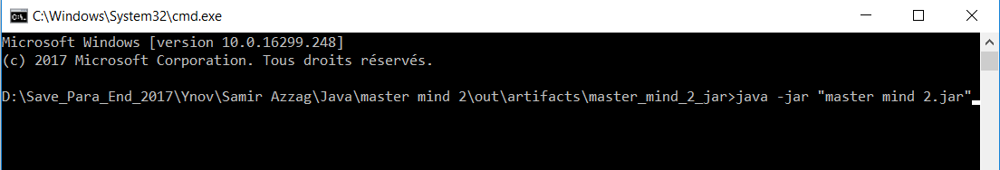 C:\Windows\System32\cmd.exe
Microsoft Windows [version 10.0.16299.248]
(c) 2017 Microsoft Corporation. Tous droits réservés.
D:\Save_Para_End_2017\Ynov\Samir Azzag\Java\master mind 2\out\artifacts\master_mind_2_jar>java -jar "master mind 2.jar"